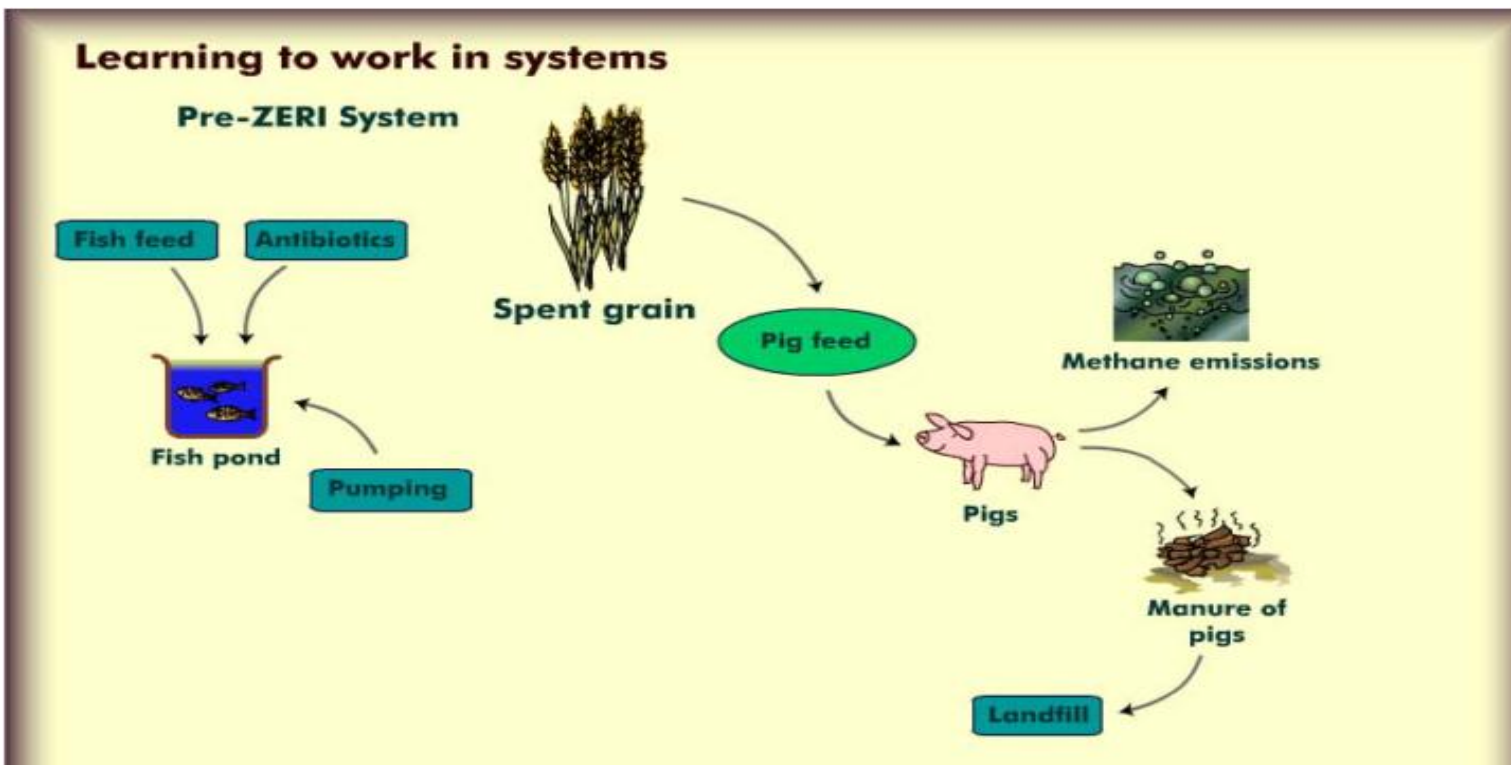 Learning to work in systems
Pre-ZERI System
Fish feed
Antibiotics
Spent grain
Pig feed
Methane emissions
Fish pond
Pumping
Pigs
Manure of
pigs
Landfill